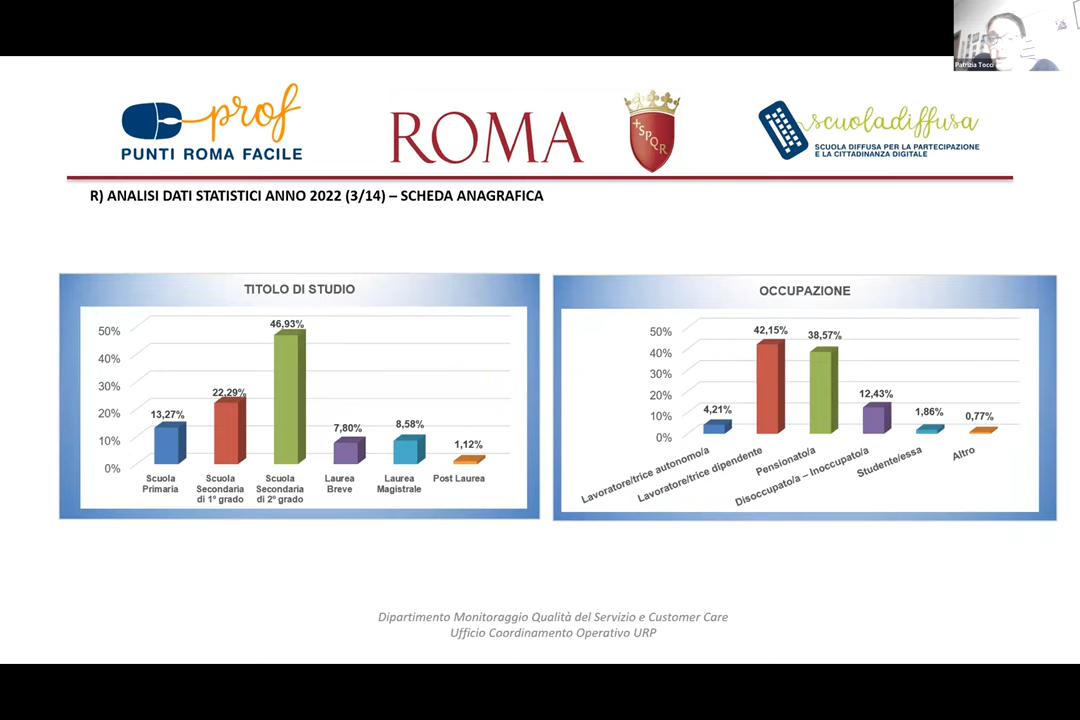 Patrizia Tocci
prof
PUNTI ROMA FACILE
ROMA
SPQR
scuoladiffusa
SCUOLA DIFFUSA PER LA PARTECIPAZIONE
E LA CITTADINANZA DIGITALE
R) ANALISI DATI STATISTICI ANNO 2022 (3/14) – SCHEDA ANAGRAFICA
TITOLO DI STUDIO
50%
40%
30%
20%
10%
0%
13,27%
22,29%
46,93%
7,80%
8,58%
1,12%
Scuola
Primaria
Scuola
Secondaria
di 1° grado
Scuola
Secondaria
di 2° grado
Laurea
Breve
Laurea
Magistrale
Post Laurea
OCCUPAZIONE
50%
40%
30%
20%
10%
0%
4,21%
42,15%
38,57%
12,43%
1,86%
0,77%
Lavoratore/trice autonomo/a
Lavoratore/trice dipendente
Pensionato/a
Disoccupato/a – Inoccupato/a
Studente/essa
Altro
Dipartimento Monitoraggio Qualità del Servizio e Customer Care
Ufficio Coordinamento Operativo URP